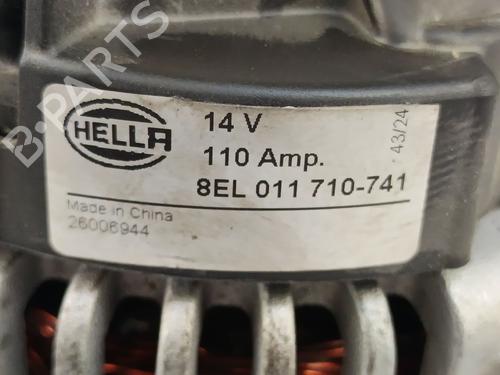 B-PARTS
HELLA
14 V
110 Amp.
8EL 011 710-741
43/24
Made in China
26006944